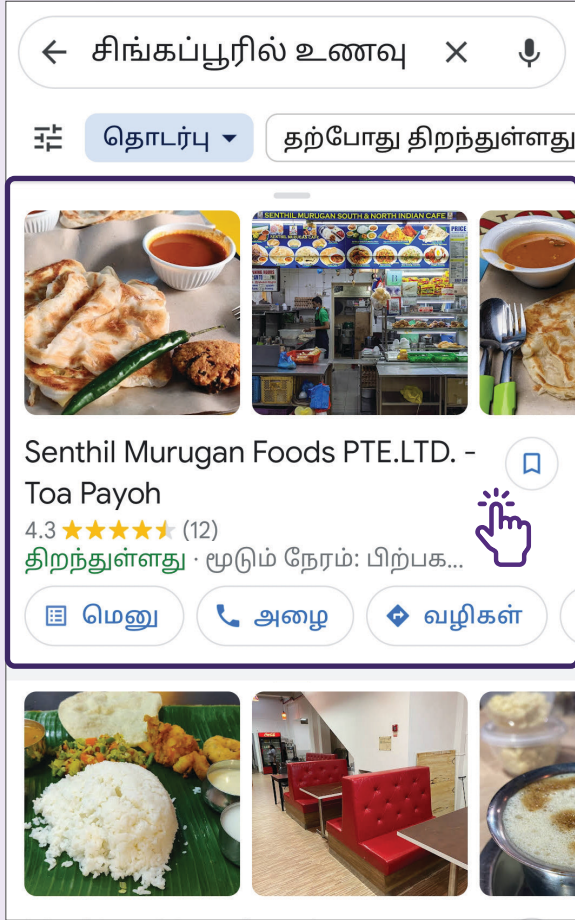 சிங்கப்பூரில் உணவு
தொடர்பு
தற்போது திறந்துள்ளது
SENTHIL MURUGAN SOUTH & NORTH INDIAN CAFE
PRICE
Senthil Murugan Foods PTE.LTD. -
Toa Payoh
4.3 (12)
திறந்துள்ளது · மூடும் நேரம்: பிற்பக...
மெனு
அழை
வழிகள்